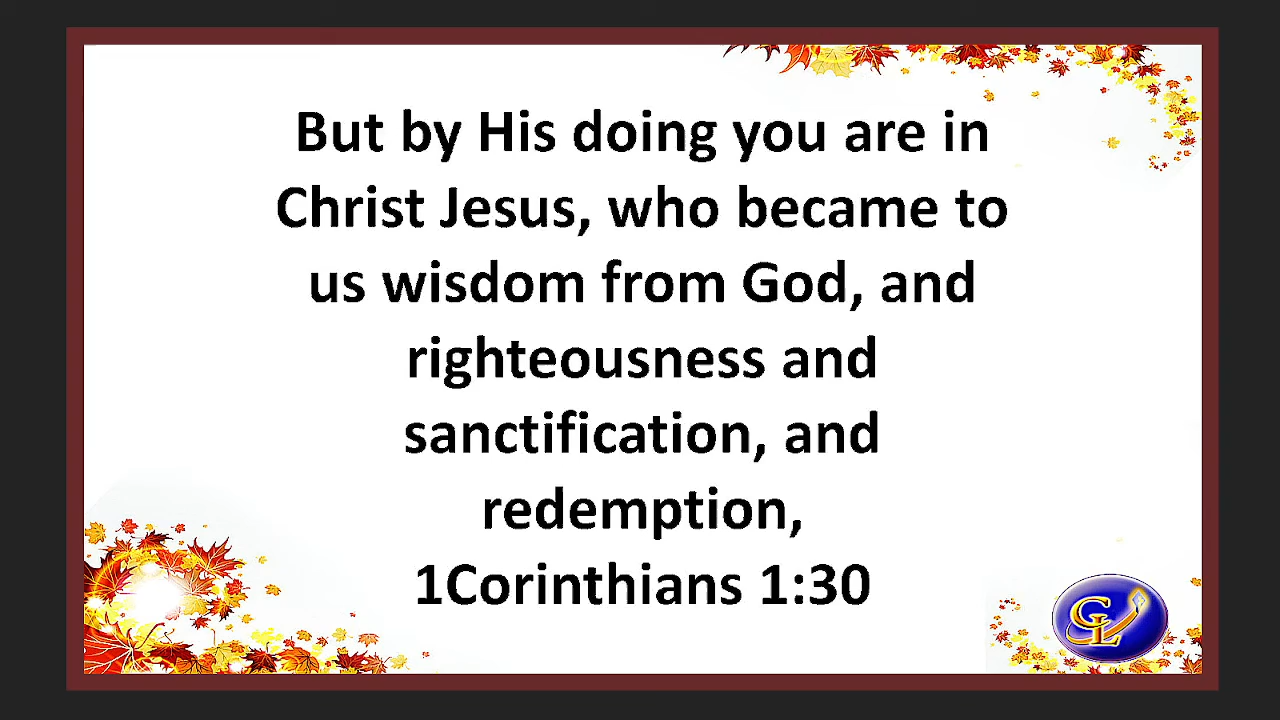 But by His doing you are in
Christ Jesus, who became to
us wisdom from God, and
righteousness and
sanctification, and
redemption,
1Corinthians 1:30
GL